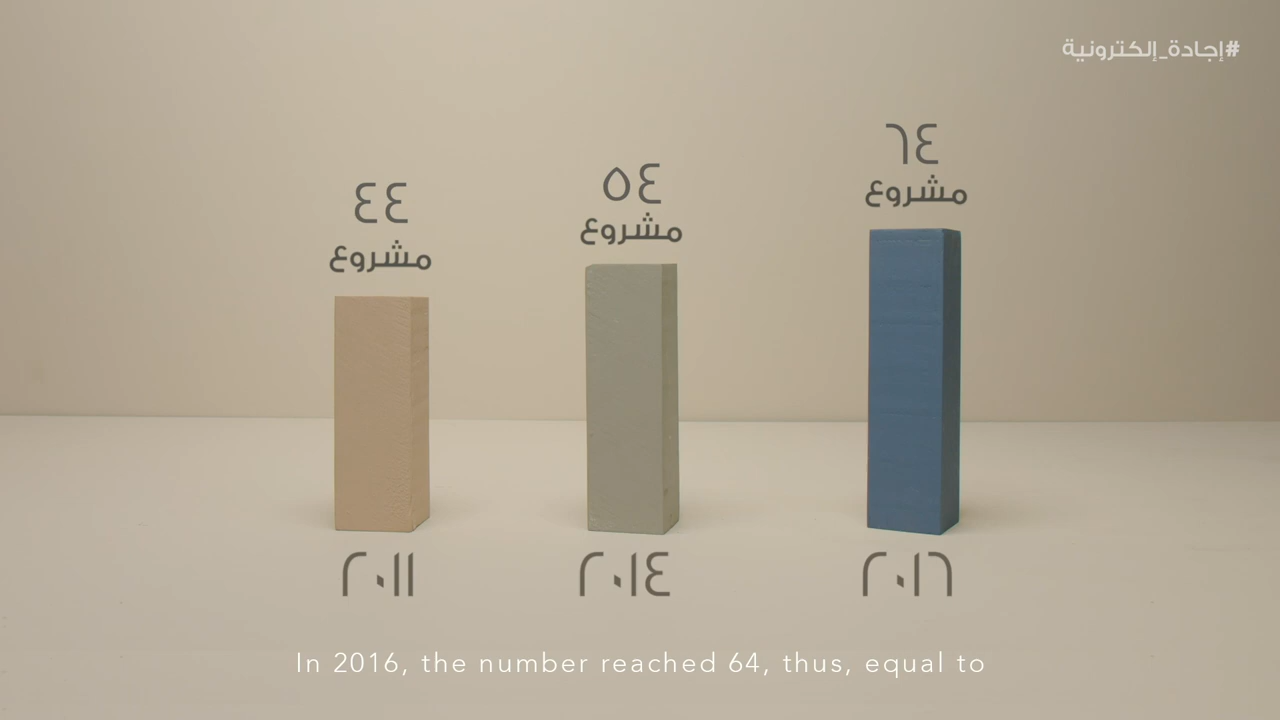 #إجادة_إلكترونية
٤٤
مشروع
٥٤
مشروع
٦٤
مشروع
٢٠١١
٢٠١٤
٢٠١٦
In 2016, the number reached 64, thus, equal to